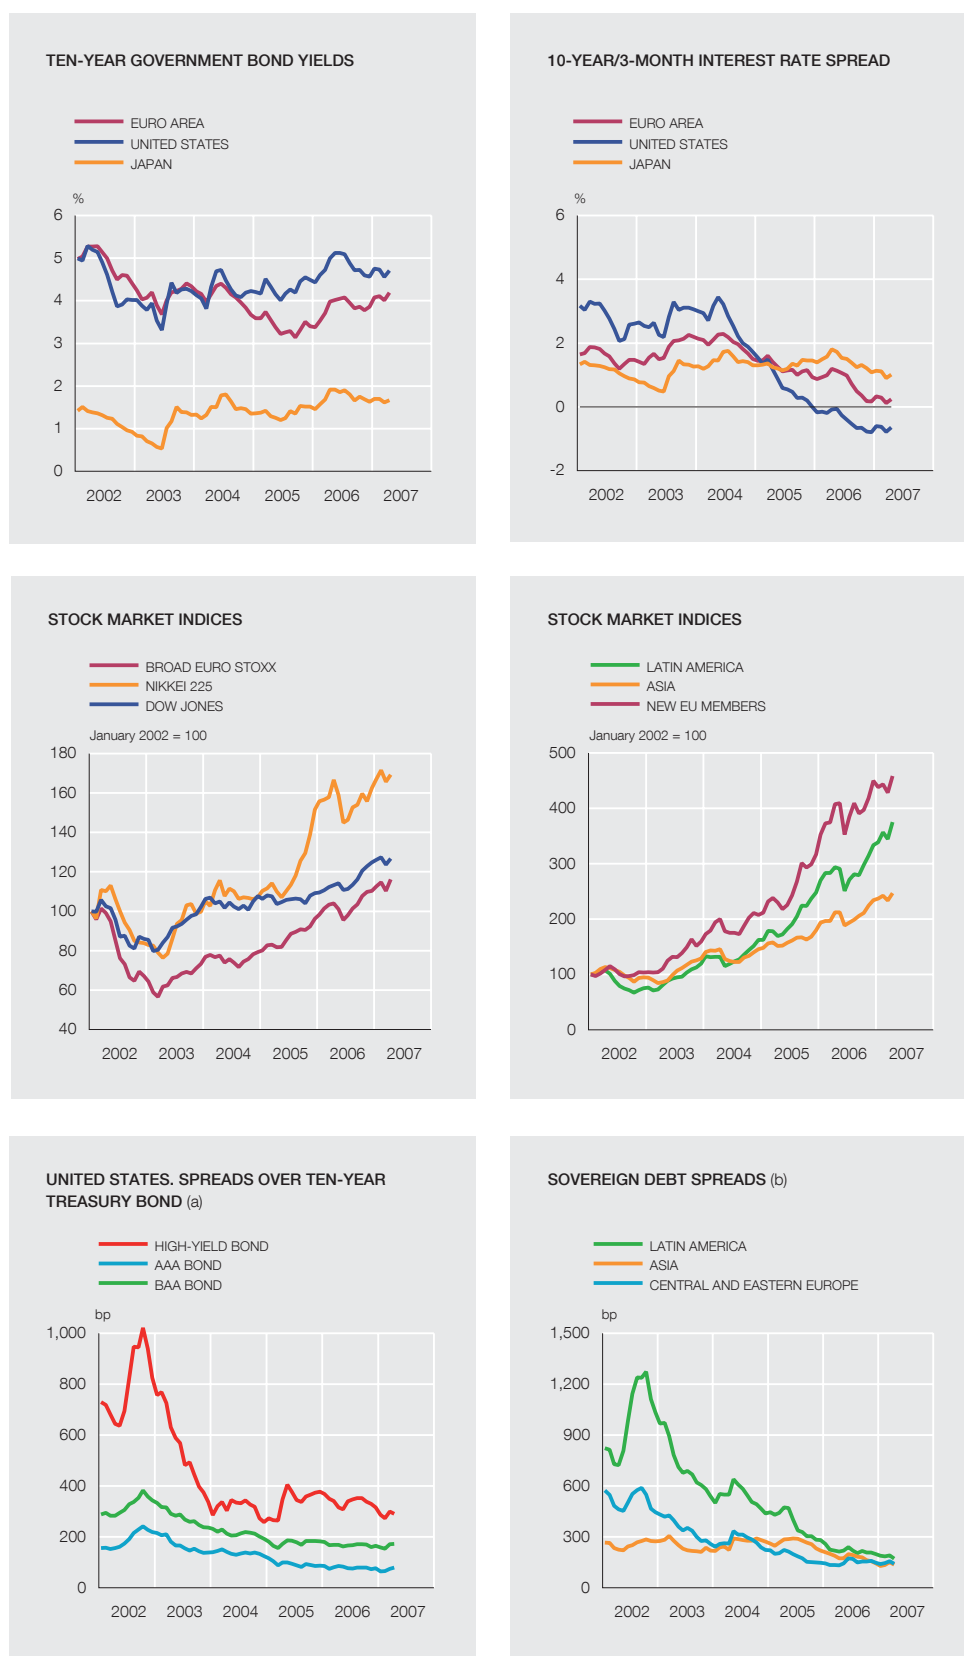 TEN-YEAR GOVERNMENT BOND YIELDS
EURO AREA
UNITED STATES
JAPAN
%
6
5
4
3
2
1
0
2002 2003 2004 2005 2006 2007
10-YEAR/3-MONTH INTEREST RATE SPREAD
EURO AREA
UNITED STATES
JAPAN
%
6
4
2
0
-2
2002 2003 2004 2005 2006 2007
STOCK MARKET INDICES
BROAD EURO STOXX
NIKKEI 225
DOW JONES
January 2002 = 100
180
160
140
120
100
80
60
40
2002 2003 2004 2005 2006 2007
STOCK MARKET INDICES
LATIN AMERICA
ASIA
NEW EU MEMBERS
January 2002 = 100
500
400
300
200
100
0
2002 2003 2004 2005 2006 2007
UNITED STATES. SPREADS OVER TEN-YEAR
TREASURY BOND (a)
HIGH-YIELD BOND
AAA BOND
BAA BOND
bp
1,000
800
600
400
200
0
2002 2003 2004 2005 2006 2007
SOVEREIGN DEBT SPREADS (b)
LATIN AMERICA
ASIA
CENTRAL AND EASTERN EUROPE
bp
1,500
1,200
900
600
300
0
2002 2003 2004 2005 2006 2007